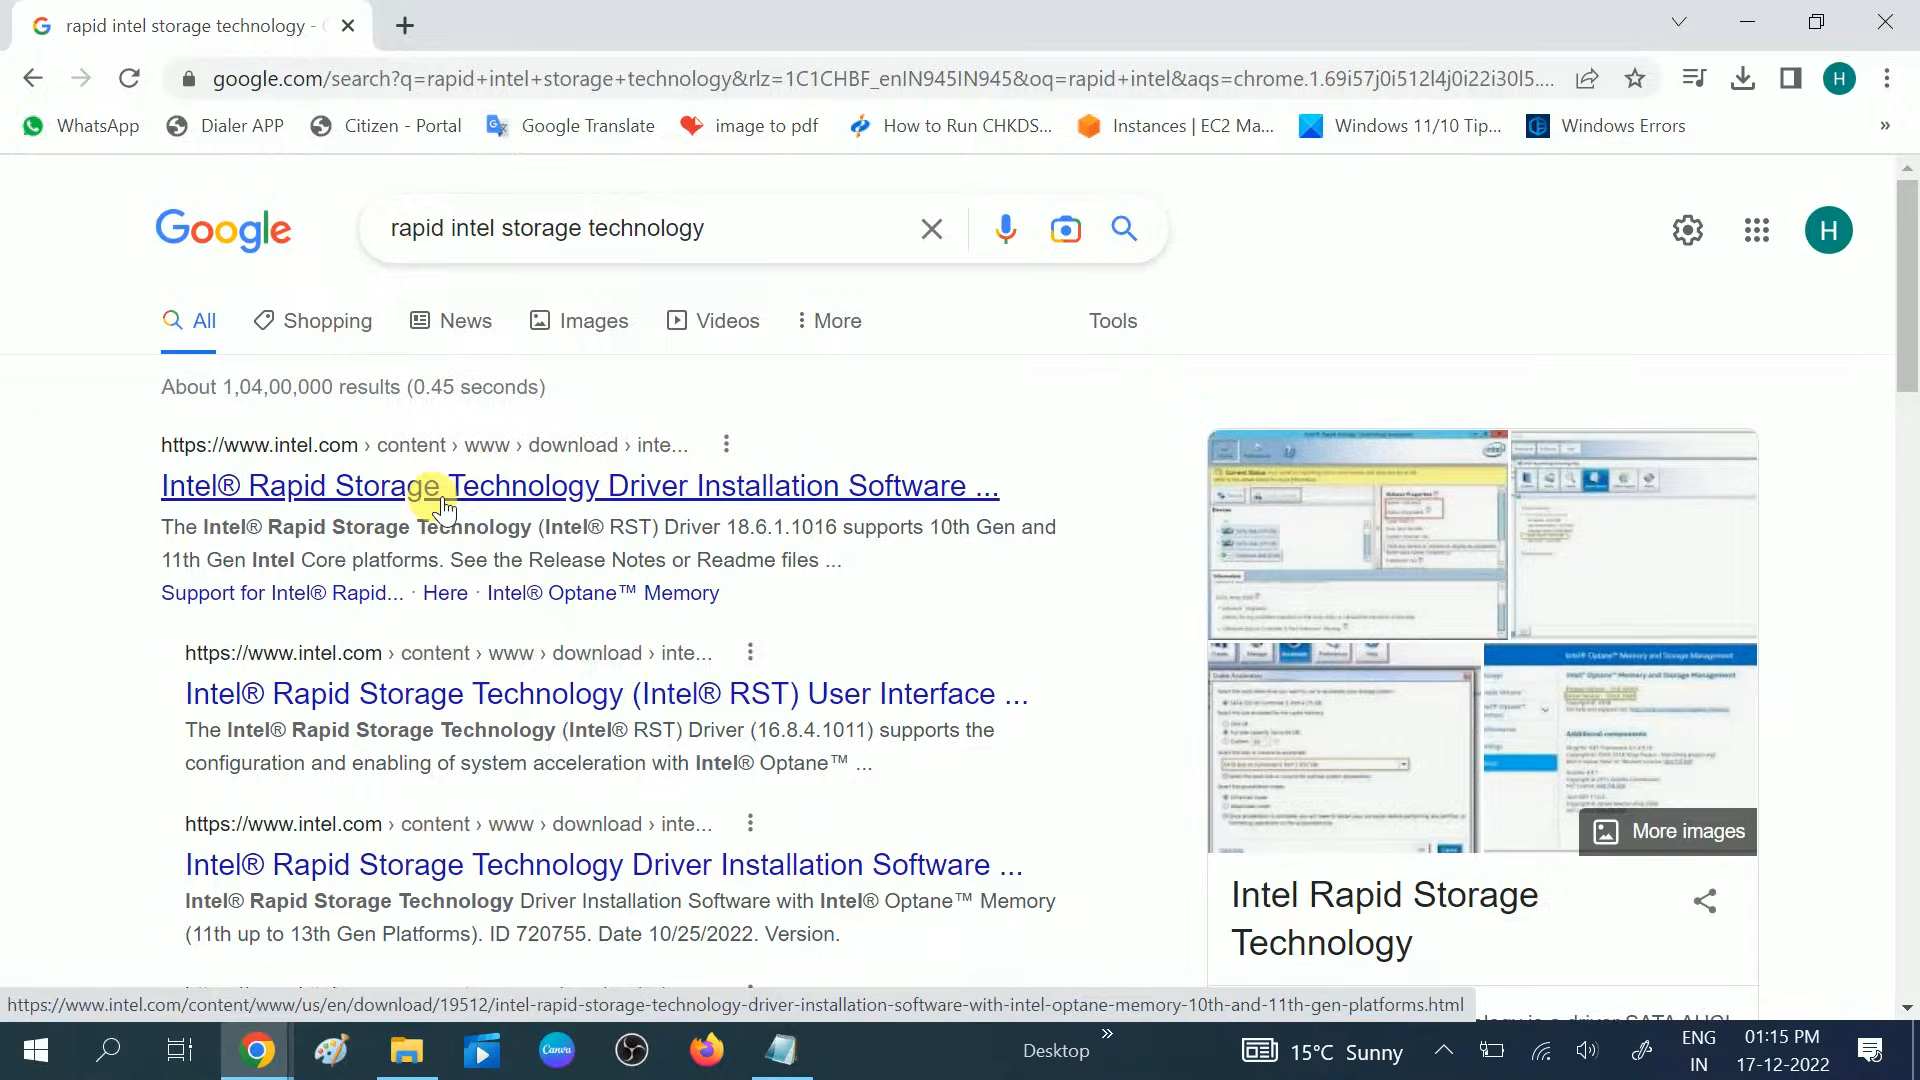 rapid intel storage technology -
google.com/search?q=rapid+intel+storage+technology&rlz=1C1CHBF_enIN945IN945&oq=rapid+intel&aqs=chrome.1.69i57j0i512l4j0i22i30l5....
H
WhatsApp Dialer APP Citizen - Portal Google Translate image to pdf How to Run CHKDS... Instances | EC2 Ma... Windows 11/10 Tip... Windows Errors »
Google
rapid intel storage technology
H
All Shopping News Images Videos More Tools
About 1,04,00,000 results (0.45 seconds)
https://www.intel.com › content › www › download › inte...
Intel® Rapid Storage Technology Driver Installation Software ...
The Intel® Rapid Storage Technology (Intel® RST) Driver 18.6.1.1016 supports 10th Gen and
11th Gen Intel Core platforms. See the Release Notes or Readme files ...
Support for Intel® Rapid... · Here · Intel® Optane™ Memory
https://www.intel.com › content › www › download › inte...
Intel® Rapid Storage Technology (Intel® RST) User Interface ...
The Intel® Rapid Storage Technology (Intel® RST) Driver (16.8.4.1011) supports the
configuration and enabling of system acceleration with Intel® Optane™ ...
https://www.intel.com › content › www › download › inte...
Intel® Rapid Storage Technology Driver Installation Software ...
Intel® Rapid Storage Technology Driver Installation Software with Intel® Optane™ Memory
(11th up to 13th Gen Platforms). ID 720755. Date 10/25/2022. Version.
Intel® Optane™ Memory and Storage Management
More images
Intel Rapid Storage
Technology
https://www.intel.com/content/www/us/en/download/19512/intel-rapid-storage-technology-driver-installation-software-with-intel-optane-memory-10th-and-11th-gen-platforms.html
Canva
Desktop »
15°C Sunny
ENG
IN
01:15 PM
17-12-2022